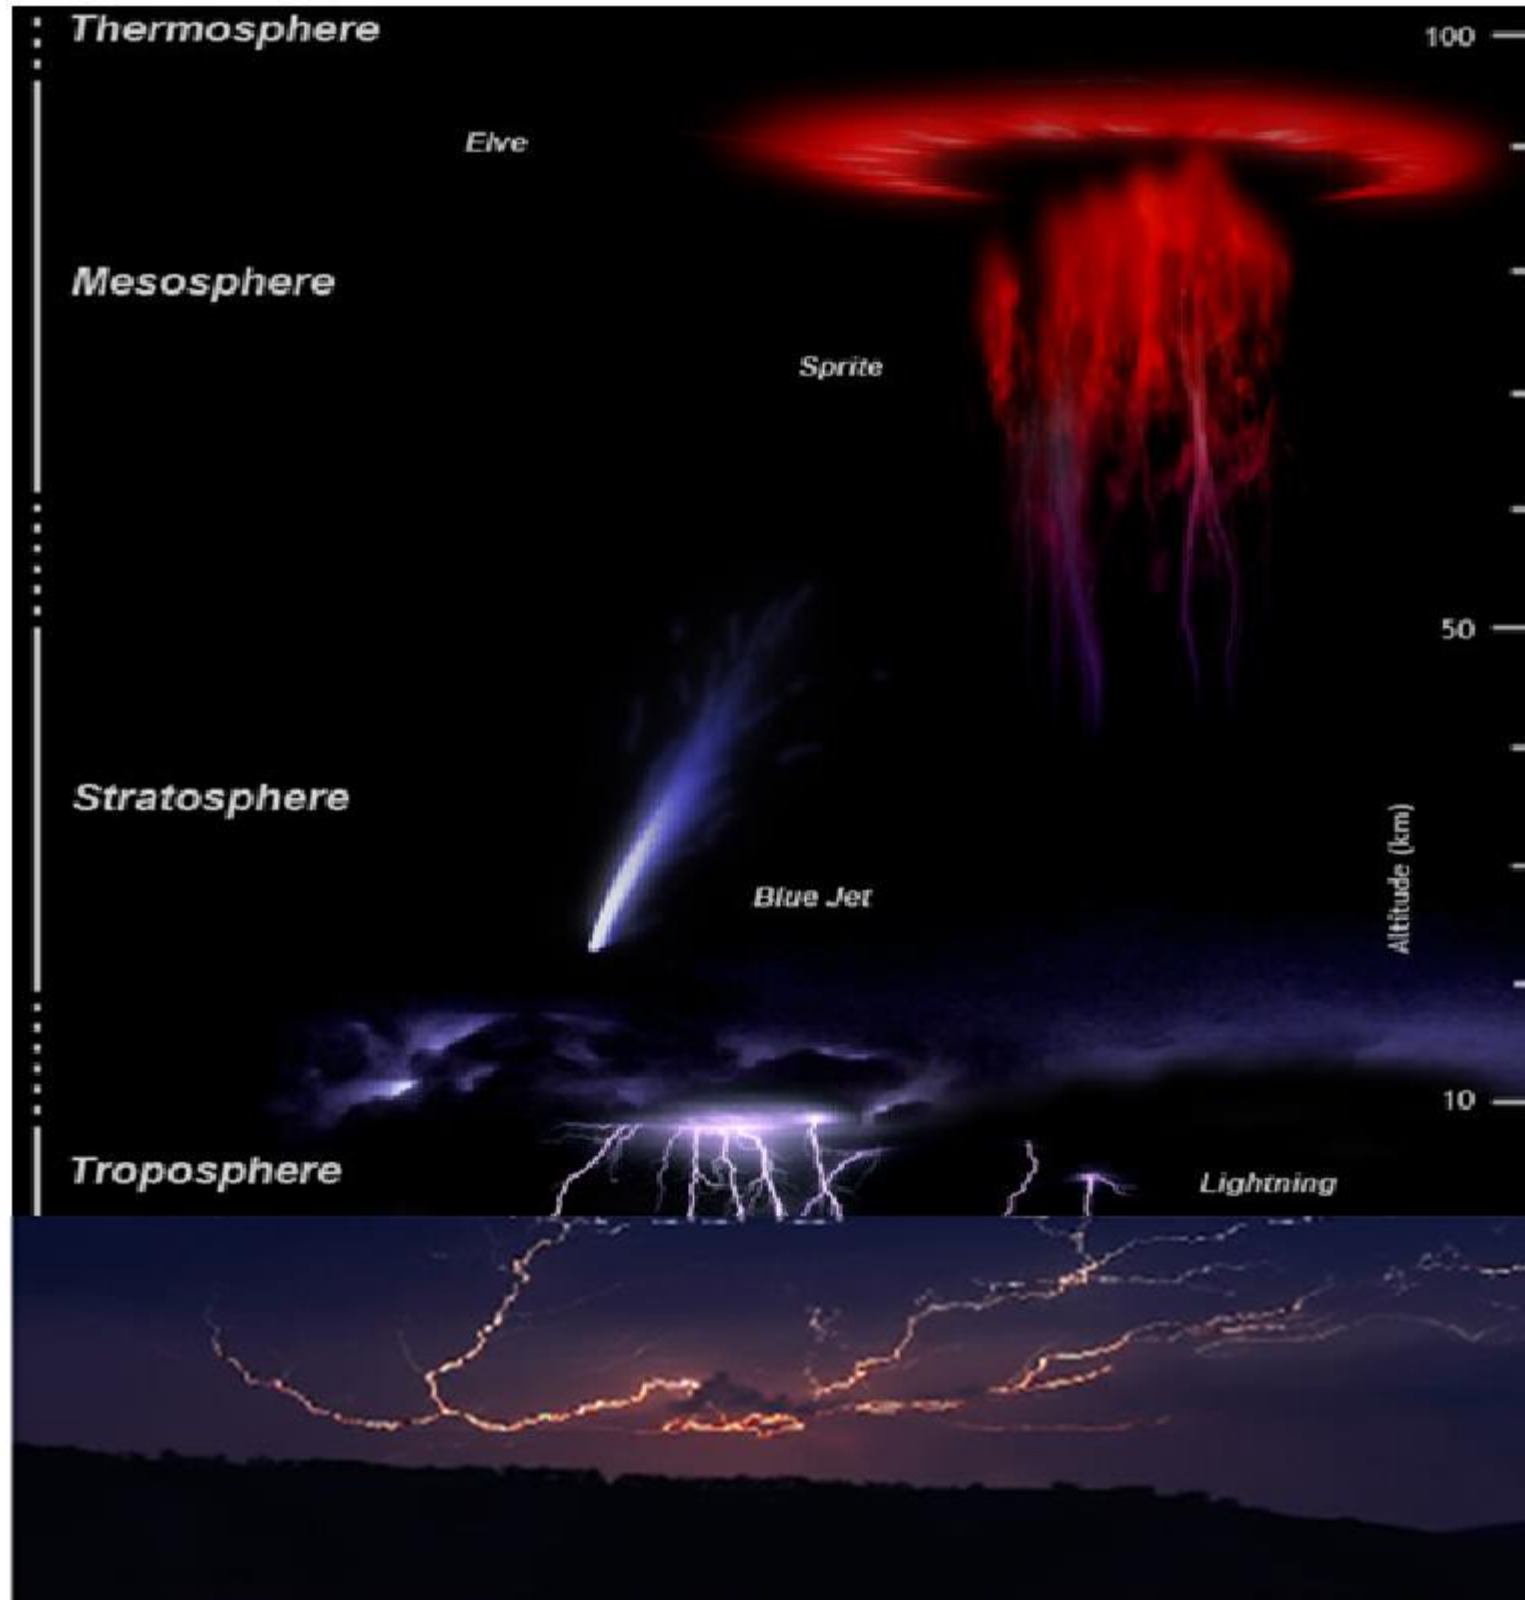 Thermosphere
100
Elve
Mesosphere
Sprite
50
Stratosphere
Altitude (km)
Blue Jet
10
Troposphere
Lightning